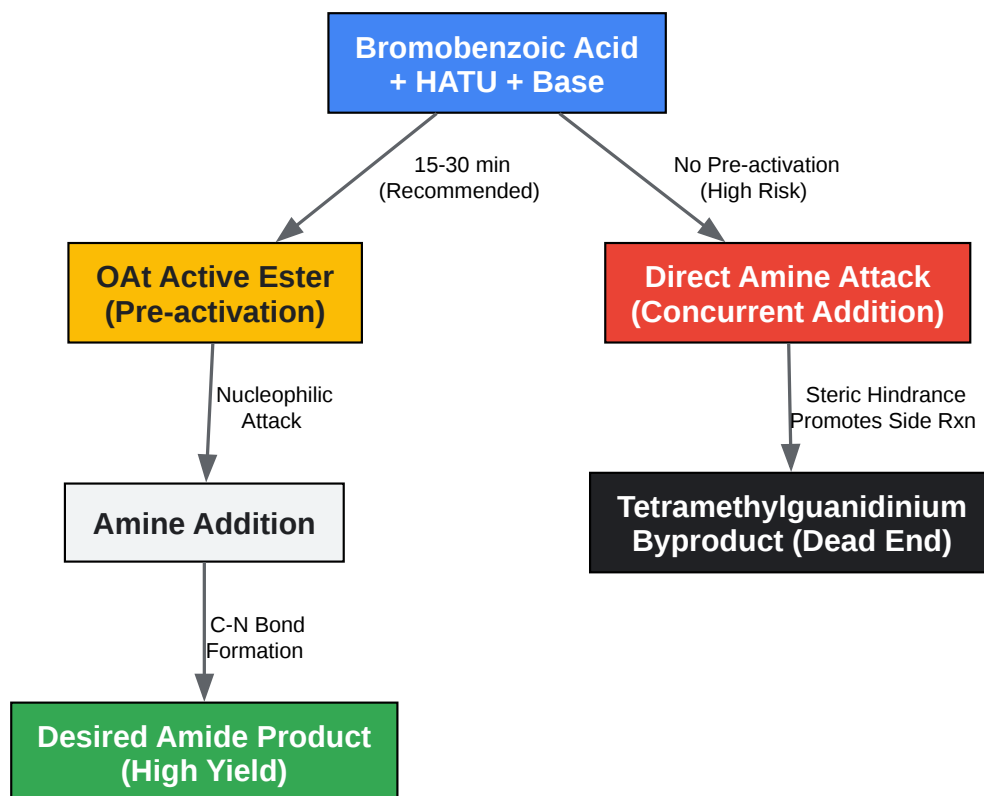 Bromobenzoic Acid
+ HATU + Base
15-30 min
(Recommended)
No Pre-activation
(High Risk)
OAt Active Ester
(Pre-activation)
Direct Amine Attack
(Concurrent Addition)
Nucleophilic
Attack
Steric Hindrance
Promotes Side Rxn
Amine Addition
Tetramethylguanidinium
Byproduct (Dead End)
C-N Bond
Formation
Desired Amide Product
(High Yield)